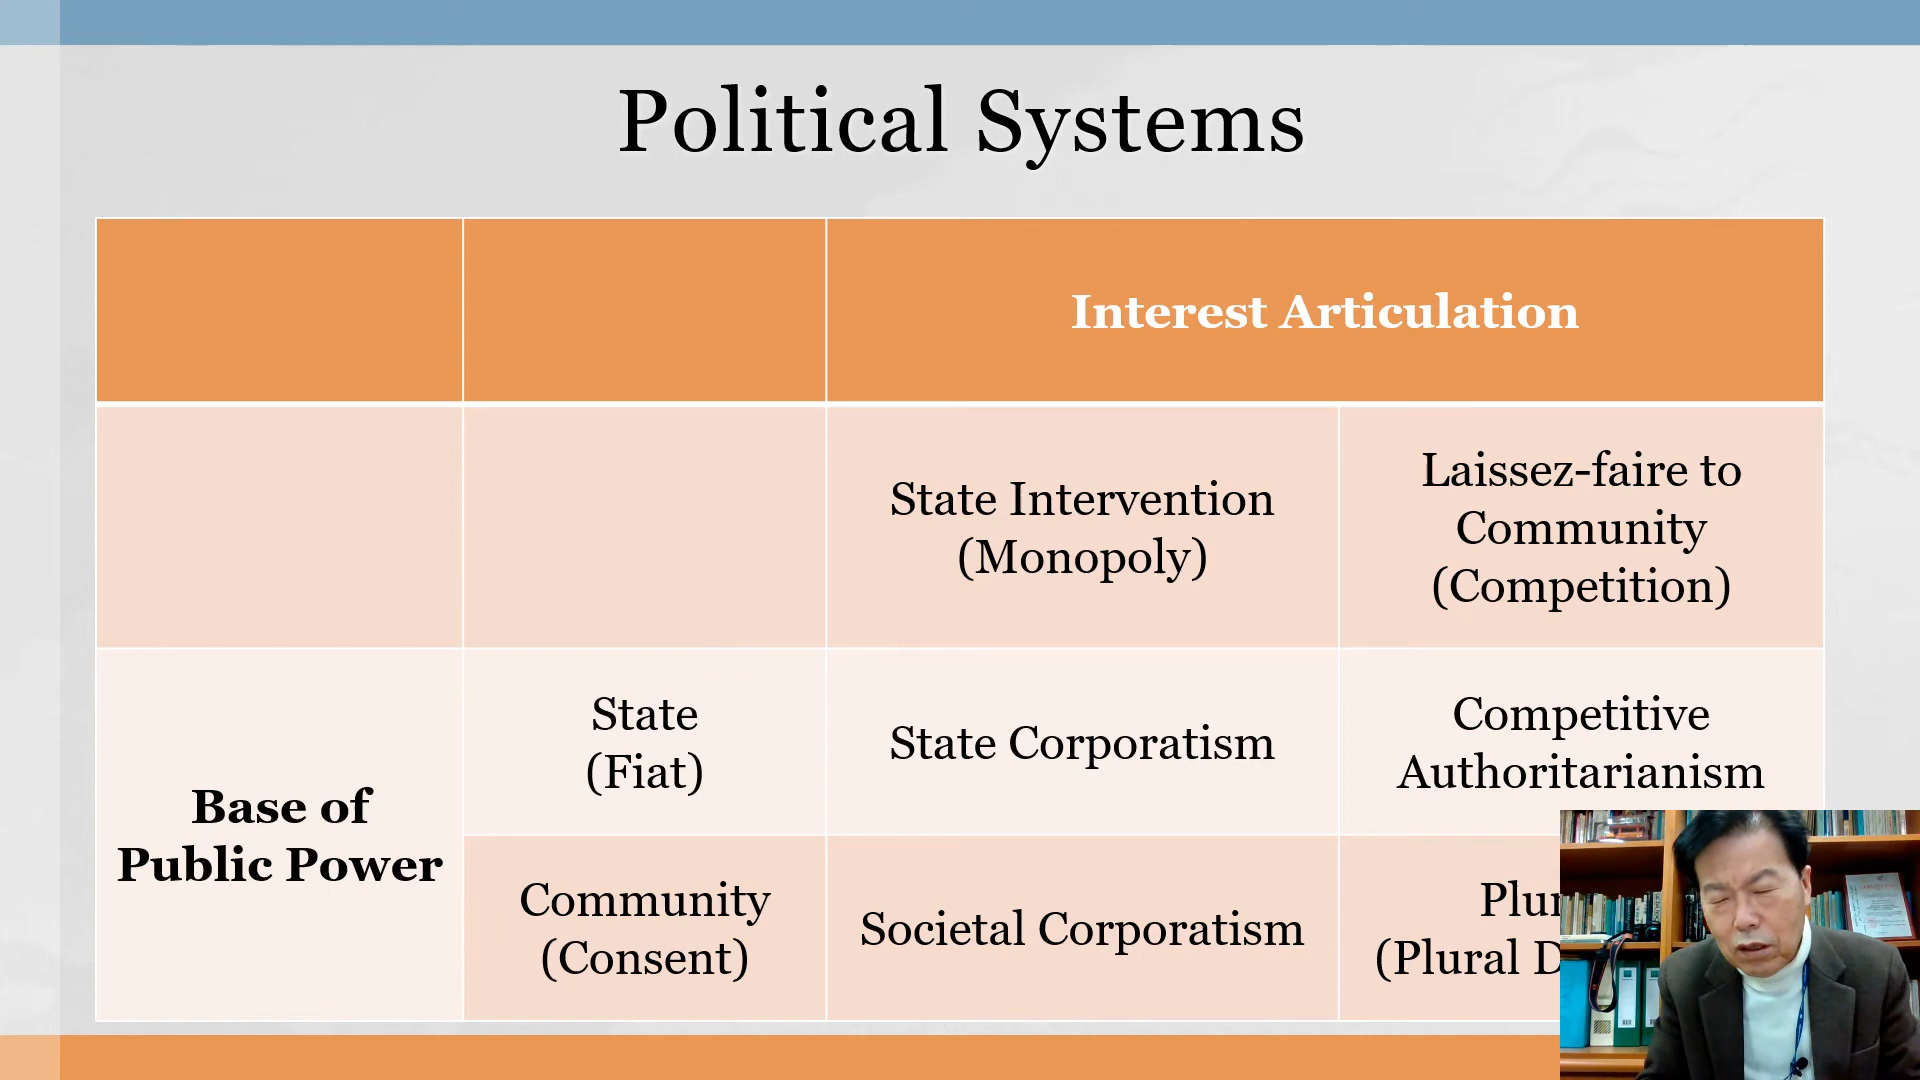 Political Systems
Interest Articulation
State Intervention
(Monopoly)
Laissez-faire to
Community
(Competition)
Base of
Public Power
State
(Fiat)
State Corporatism
Competitive
Authoritarianism
Community
(Consent)
Societal Corporatism
(Plural